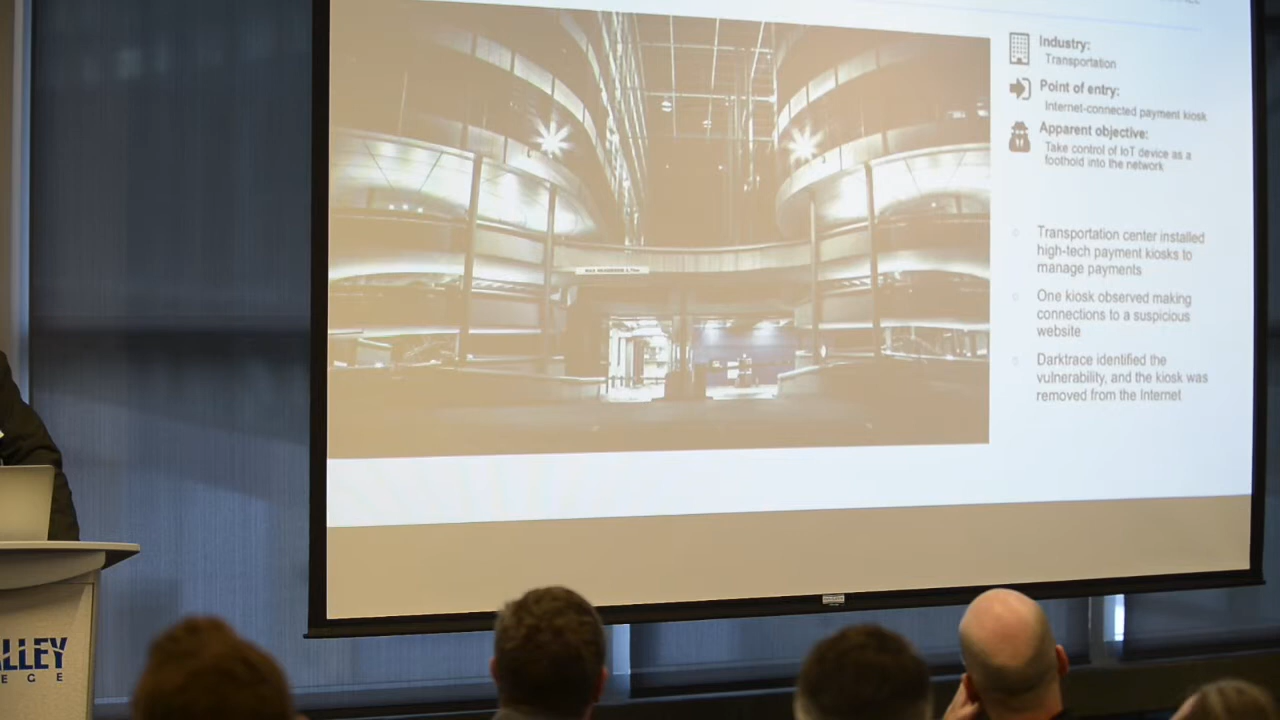 Industry:
Transportation
Point of entry:
Internet-connected payment kiosk
Apparent objective:
Take control of IoT device as a
foothold into the network
Transportation center installed
high-tech payment kiosks to
manage payments
One kiosk observed making
connections to a suspicious
website
Darktrace identified the
vulnerability, and the kiosk was
removed from the Internet
ALLEY
EGE